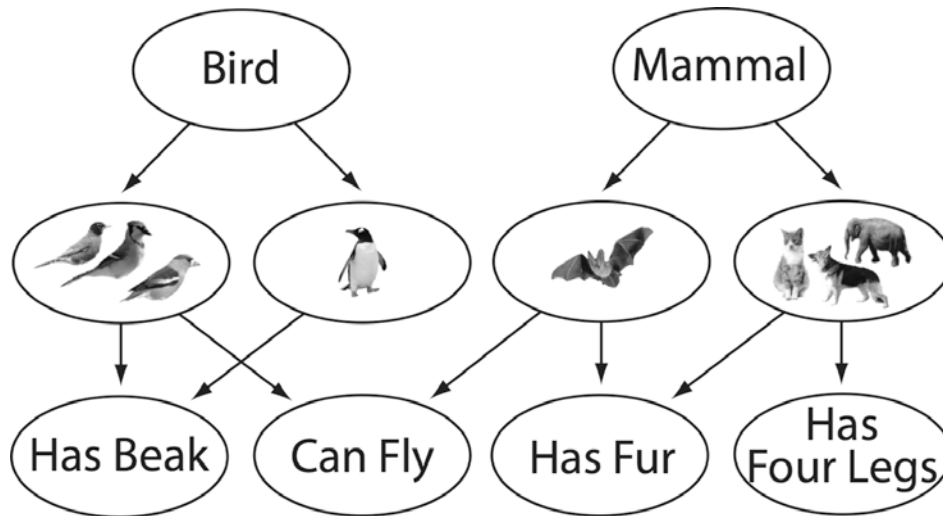 Bird
Mammal
Has Beak
Can Fly
Has Fur
Has
Four Legs